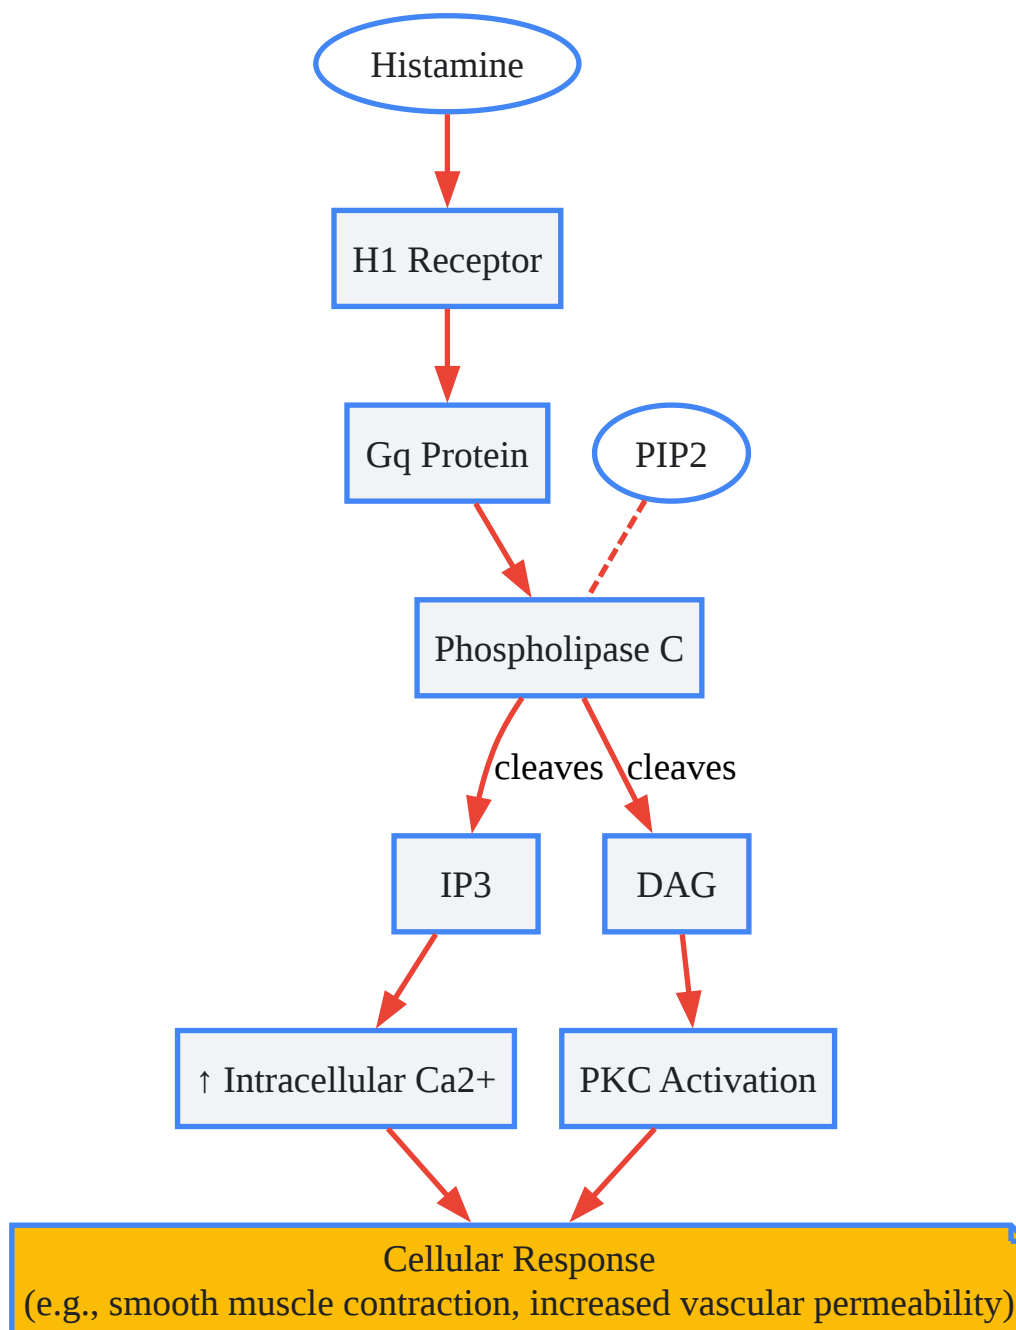 Histamine
H1 Receptor
Gq Protein
PIP2
Phospholipase C
cleaves
cleaves
IP3
DAG
↑ Intracellular Ca2+
PKC Activation
Cellular Response
(e.g., smooth muscle contraction, increased vascular permeability)